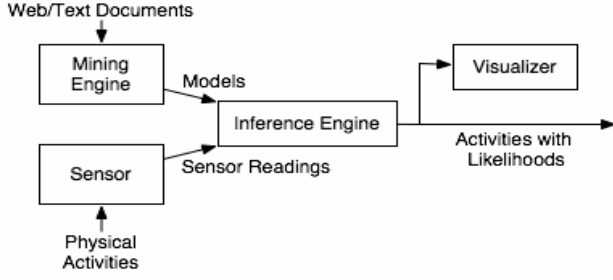 Web/Text Documents
Mining
Engine
Models
Visualizer
Inference Engine
Activities with
Likelihoods
Sensor Readings
Sensor
Physical
Activities